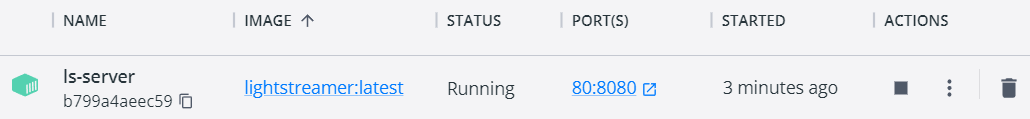 NAME IMAGE STATUS PORT(S) STARTED ACTIONS
ls-server
b799a4aeec59 lightstreamer:latest Running 80:8080 3 minutes ago